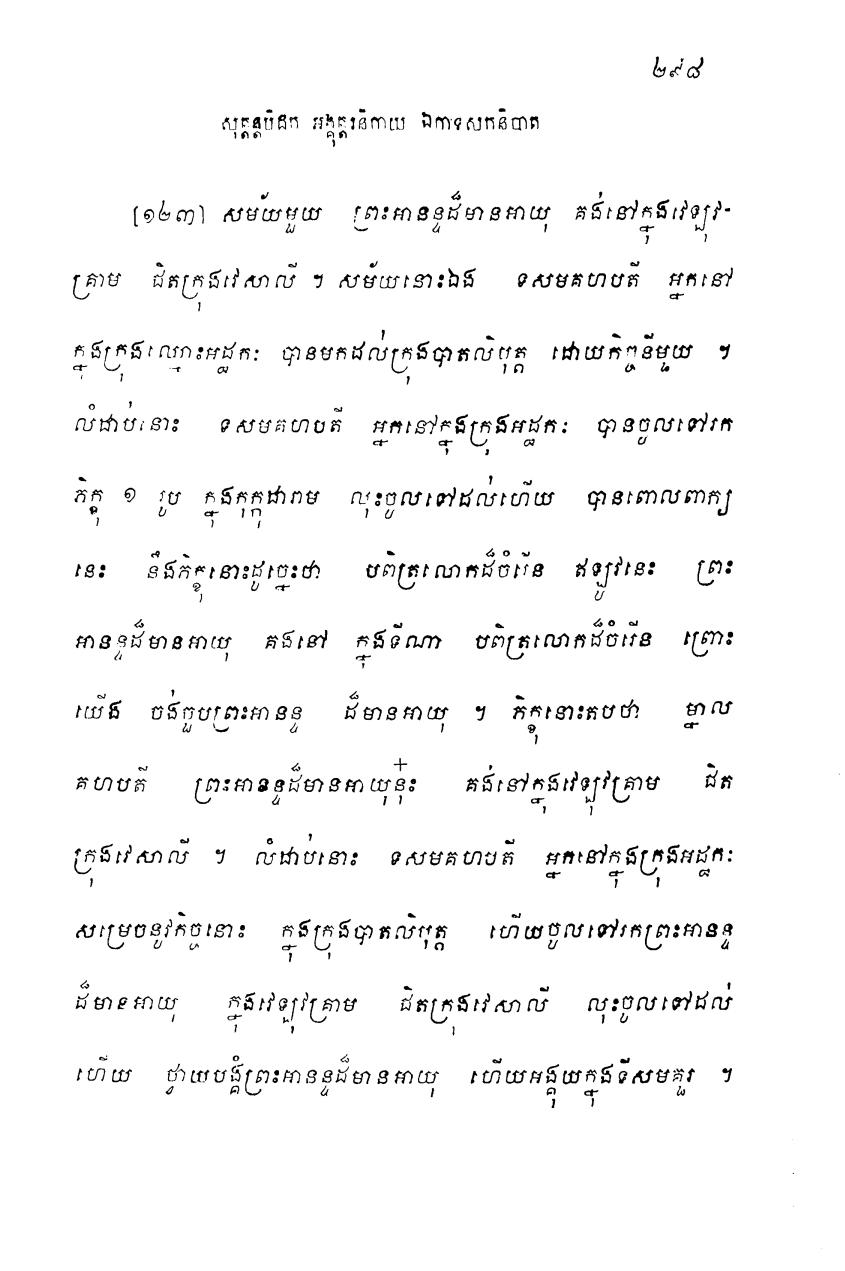 ២៩៨
សុត្តន្តបិដក អង្គុត្តរនិកាយ ឯកាទសកនិបាត
[១២៣] សម័យមួយ ព្រះអានន្ទដ៏មានអាយុ គង់នៅក្នុងវេឡុវ-
គ្រាម ជិតក្រុងវេសាលី ។ សម័យនោះឯង ទសមគហបតី អ្នកនៅ
ក្នុងក្រុងឈ្មោះអដ្ឋកៈ បានមកដល់ក្រុងបាតលិបុត្ត ដោយកិច្ចនីមួយ ។
លំដាប់នោះ ទសមគហបតី អ្នកនៅក្នុងក្រុងអដ្ឋកៈ បានចូលទៅរក
ភិក្ខុ ១ រូប ក្នុងកុក្កុដារាម លុះចូលទៅដល់ហើយ បានពោលពាក្យ
នេះ នឹងភិក្ខុនោះដូច្នេះថា បពិត្រលោកដ៏ចំរើន ឥឡូវនេះ ព្រះ
អានន្ទដ៏មានអាយុ គង់នៅ ក្នុងទីណា បពិត្រលោកដ៏ចំរើន ព្រោះ
យើង ចង់ជួបព្រះអានន្ទ ដ៏មានអាយុ ។ ភិក្ខុនោះតបថា ម្នាល
គហបតី ព្រះអានន្ទដ៏មានអាយុនុ៎ះ គង់នៅក្នុងវេឡុវគ្រាម ជិត
ក្រុងវេសាលី ។ លំដាប់នោះ ទសមគហបតី អ្នកនៅក្នុងក្រុងអដ្ឋកៈ
សម្រេចនូវកិច្ចនោះ ក្នុងក្រុងបាតលិបុត្ត ហើយចូលទៅរកព្រះអានន្ទ
ដ៏មានអាយុ ក្នុងវេឡុវគ្រាម ជិតក្រុងវេសាលី លុះចូលទៅដល់
ហើយ ថ្វាយបង្គំព្រះអានន្ទដ៏មានអាយុ ហើយអង្គុយក្នុងទីសមគួរ ។